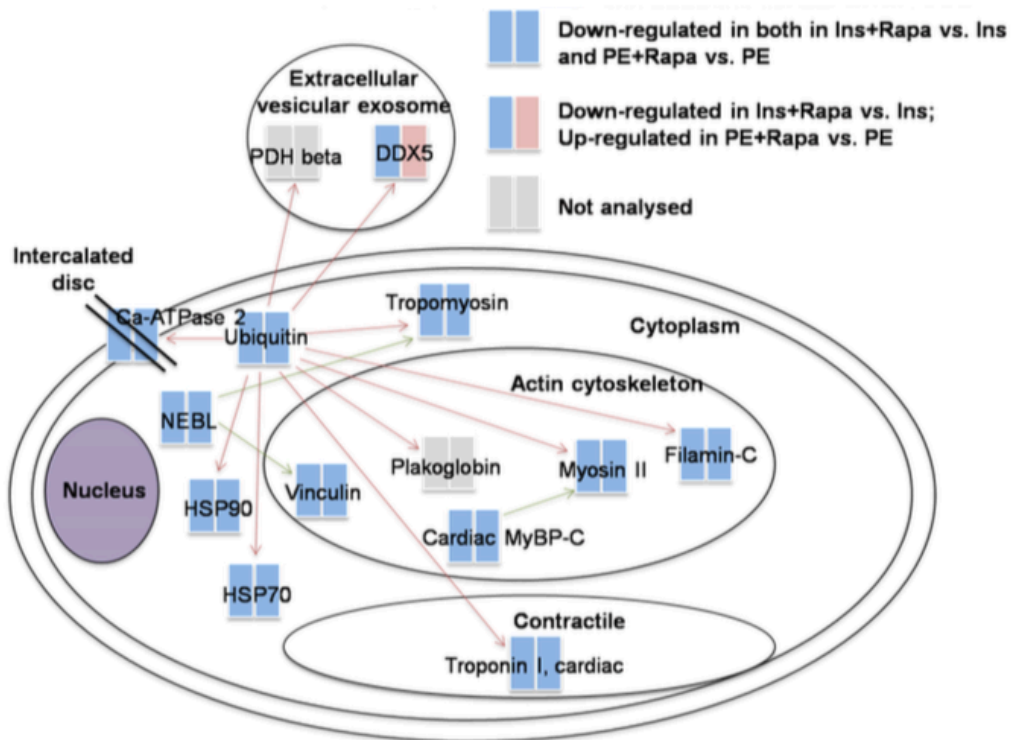 Down-regulated in both in Ins+Rapa vs. Ins
and PE+Rapa vs. PE
Down-regulated in Ins+Rapa vs. Ins;
Up-regulated in PE+Rapa vs. PE
Not analysed
Extracellular
vesicular exosome
PDH beta
DDX5
Intercalated
disc
Ca-ATPase 2
Ubiquitin
Tropomyosin
Cytoplasm
Actin cytoskeleton
NEBL
Plakoglobin
Myosin II
Filamin-C
Nucleus
HSP90
Vinculin
Cardiac MyBP-C
HSP70
Contractile
Troponin I, cardiac